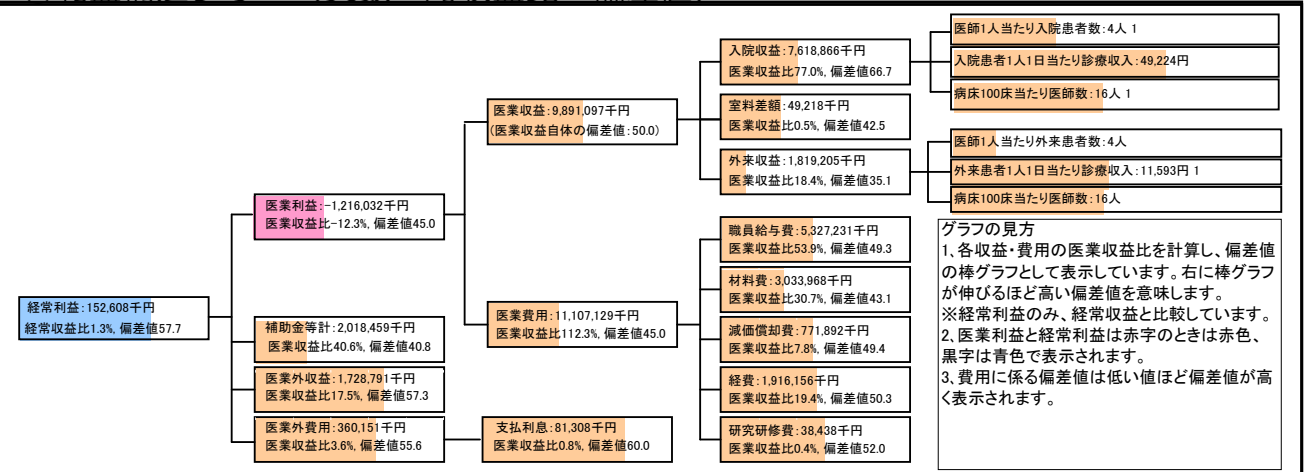 経常利益:152,608千円
経常収益比1.3%, 偏差値57.7
医業利益:-1,216,032千円
医業収益比-12.3%, 偏差値45.0
補助金等計:2,018,459千円
医業収益比40.6%, 偏差値40.8
医業外収益:1,728,791千円
医業収益比17.5%, 偏差値57.3
医業外費用:360,151千円
医業収益比3.6%, 偏差値55.6
医業収益:9,891,097千円
(医業収益自体の偏差値:50.0)
医業費用:11,107,129千円
医業収益比112.3%, 偏差値45.0
支払利息:81,308千円
医業収益比0.8%, 偏差値60.0
入院収益:7,618,866千円
医業収益比77.0%, 偏差値66.7
室料差額:49,218千円
医業収益比0.5%, 偏差値42.5
外来収益:1,819,205千円
医業収益比18.4%, 偏差値35.1
職員給与費:5,327,231千円
医業収益比53.9%, 偏差値49.3
材料費:3,033,968千円
医業収益比30.7%, 偏差値43.1
減価償却費:771,892千円
医業収益比7.8%, 偏差値49.4
経費:1,916,156千円
医業収益比19.4%, 偏差値50.3
研究研修費:38,438千円
医業収益比0.4%, 偏差値52.0
医師1人当たり入院患者数:4人 1
入院患者1人1日当たり診療収入:49,224円
病床100床当たり医師数:16人 1
医師1人当たり外来患者数:4人
外来患者1人1日当たり診療収入:11,593円 1
病床100床当たり医師数:16人
グラフの見方
1、各収益・費用の医業収益比を計算し、偏差値
の棒グラフとして表示しています。右に棒グラフ
が伸びるほど高い偏差値を意味します。
※経常利益のみ、経常収益と比較しています。
2、医業利益と経常利益は赤字のときは赤色、
黒字は青色で表示されます。
3、費用に係る偏差値は低い値ほど偏差値が高
く表示されます。